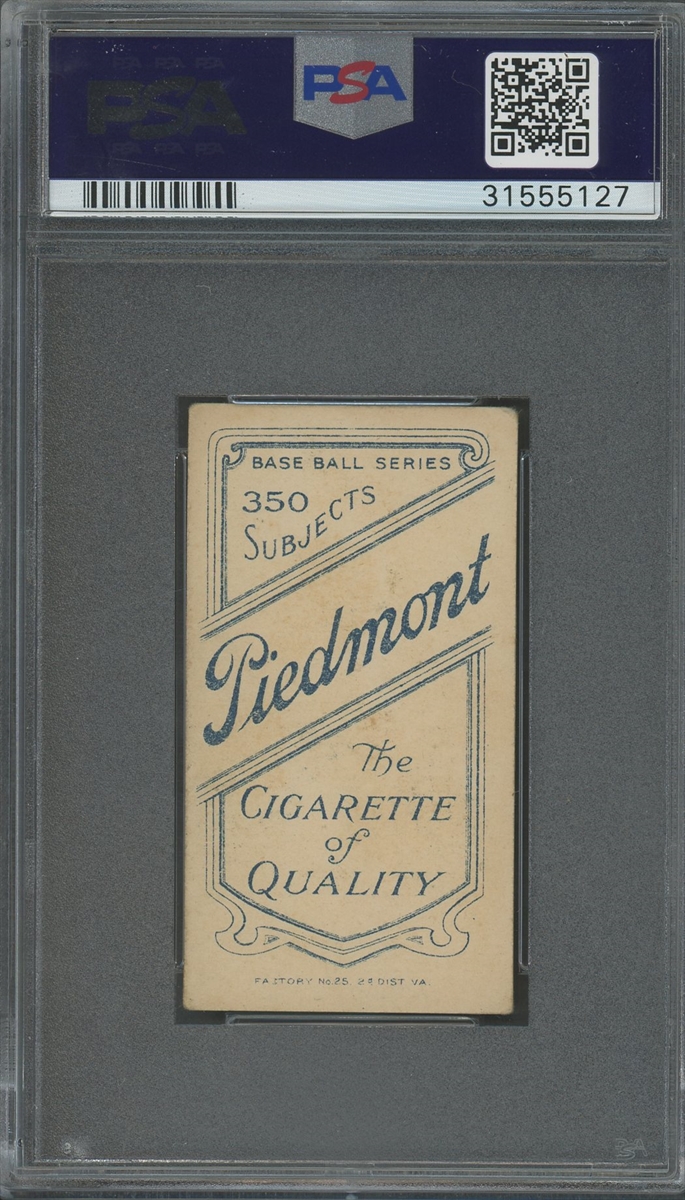 PSA
PSA
31555127
BASE BALL SERIES
350
SUBJECTS
Piedmont
The
CIGARETTE
of
QUALITY
FACTORY No. 25, 2d DIST VA.
PSA